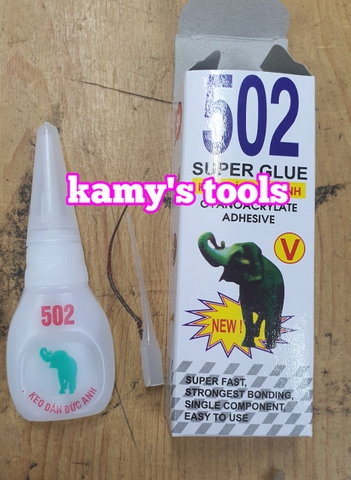 502
SUPER GLUE
NH
CYANOACRYLATE
ADHESIVE
kamy's tools
V
NEW!
SUPER FAST,
STRONGEST BONDING,
SINGLE COMPONENT,
EASY TO USE
502
KEO DÁN ĐỨC ANH